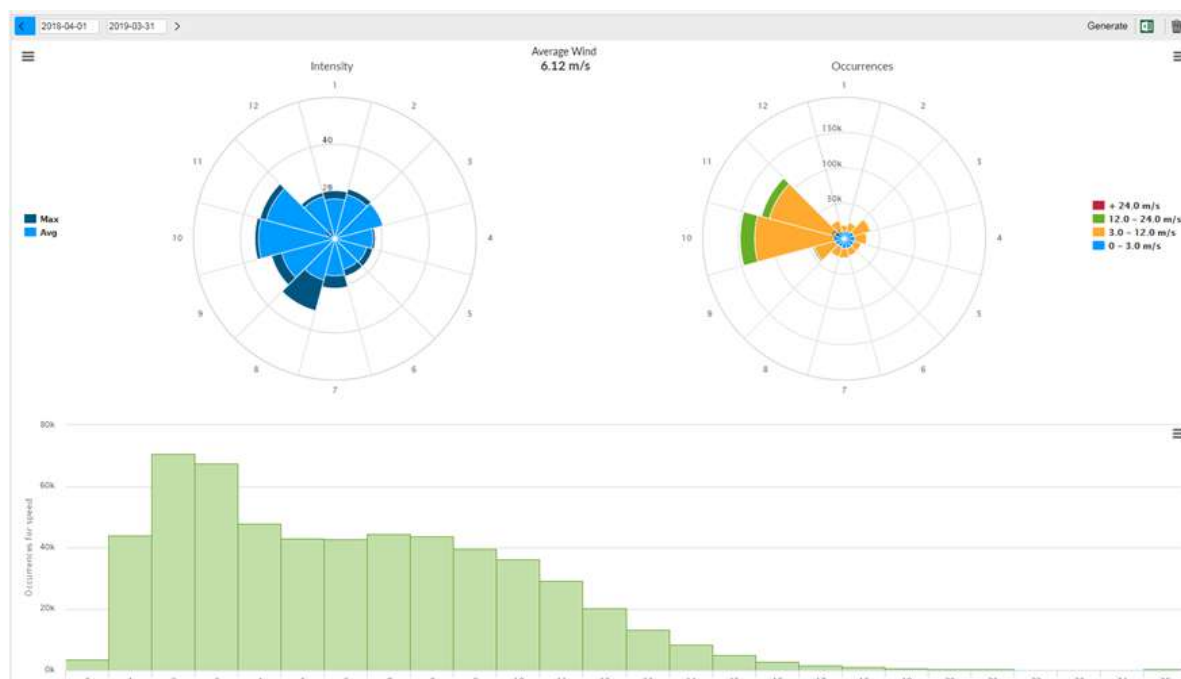 2018-04-01 2019-03-31 Generate
Average Wind
6.12 m/s
Intensity
Occurrences
1
2
3
4
5
6
7
8
9
10
11
12
40
Max
Avg
1
2
3
4
5
6
7
8
9
10
11
12
150k
100k
50k
+ 24.0 m/s
12.0 - 24.0 m/s
3.0 - 12.0 m/s
0 - 3.0 m/s
Occurrences for speed
80k
60k
40k
20k
0k